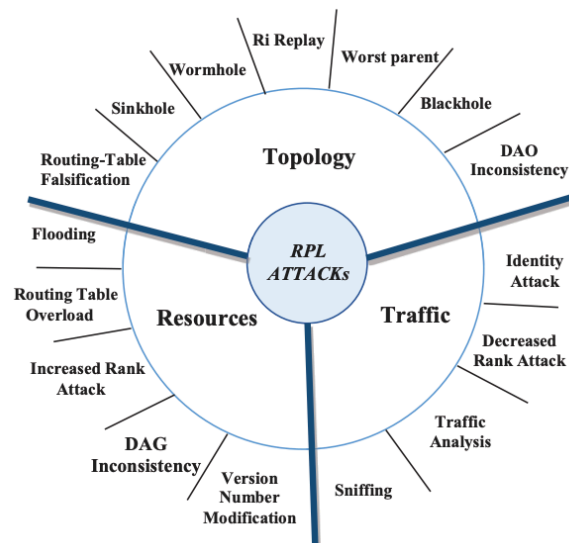 Ri Replay
Worst parent
Wormhole
Blackhole
Sinkhole
DAO
Inconsistency
Routing-Table
Falsification
Topology
RPL
ATTACKs
Flooding
Identity
Attack
Routing Table
Overload
Resources
Traffic
Decreased
Rank Attack
Increased Rank
Attack
Traffic
Analysis
DAG
Inconsistency
Version
Number
Modification
Sniffing